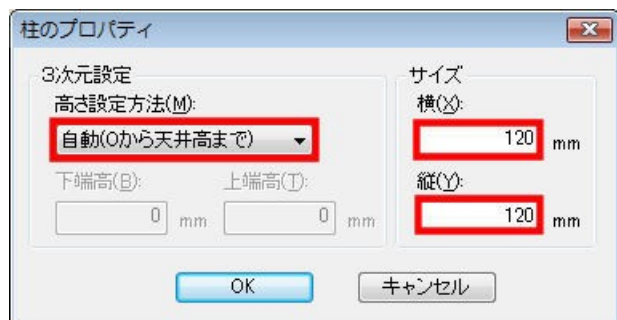 柱のプロパティ
3次元設定
高さ設定方法(M):
自動(0から天井高まで)
下端高(B):
上端高(T):
0 mm
0 mm
サイズ
横(X):
120 mm
縦(Y):
120 mm
OK
キャンセル